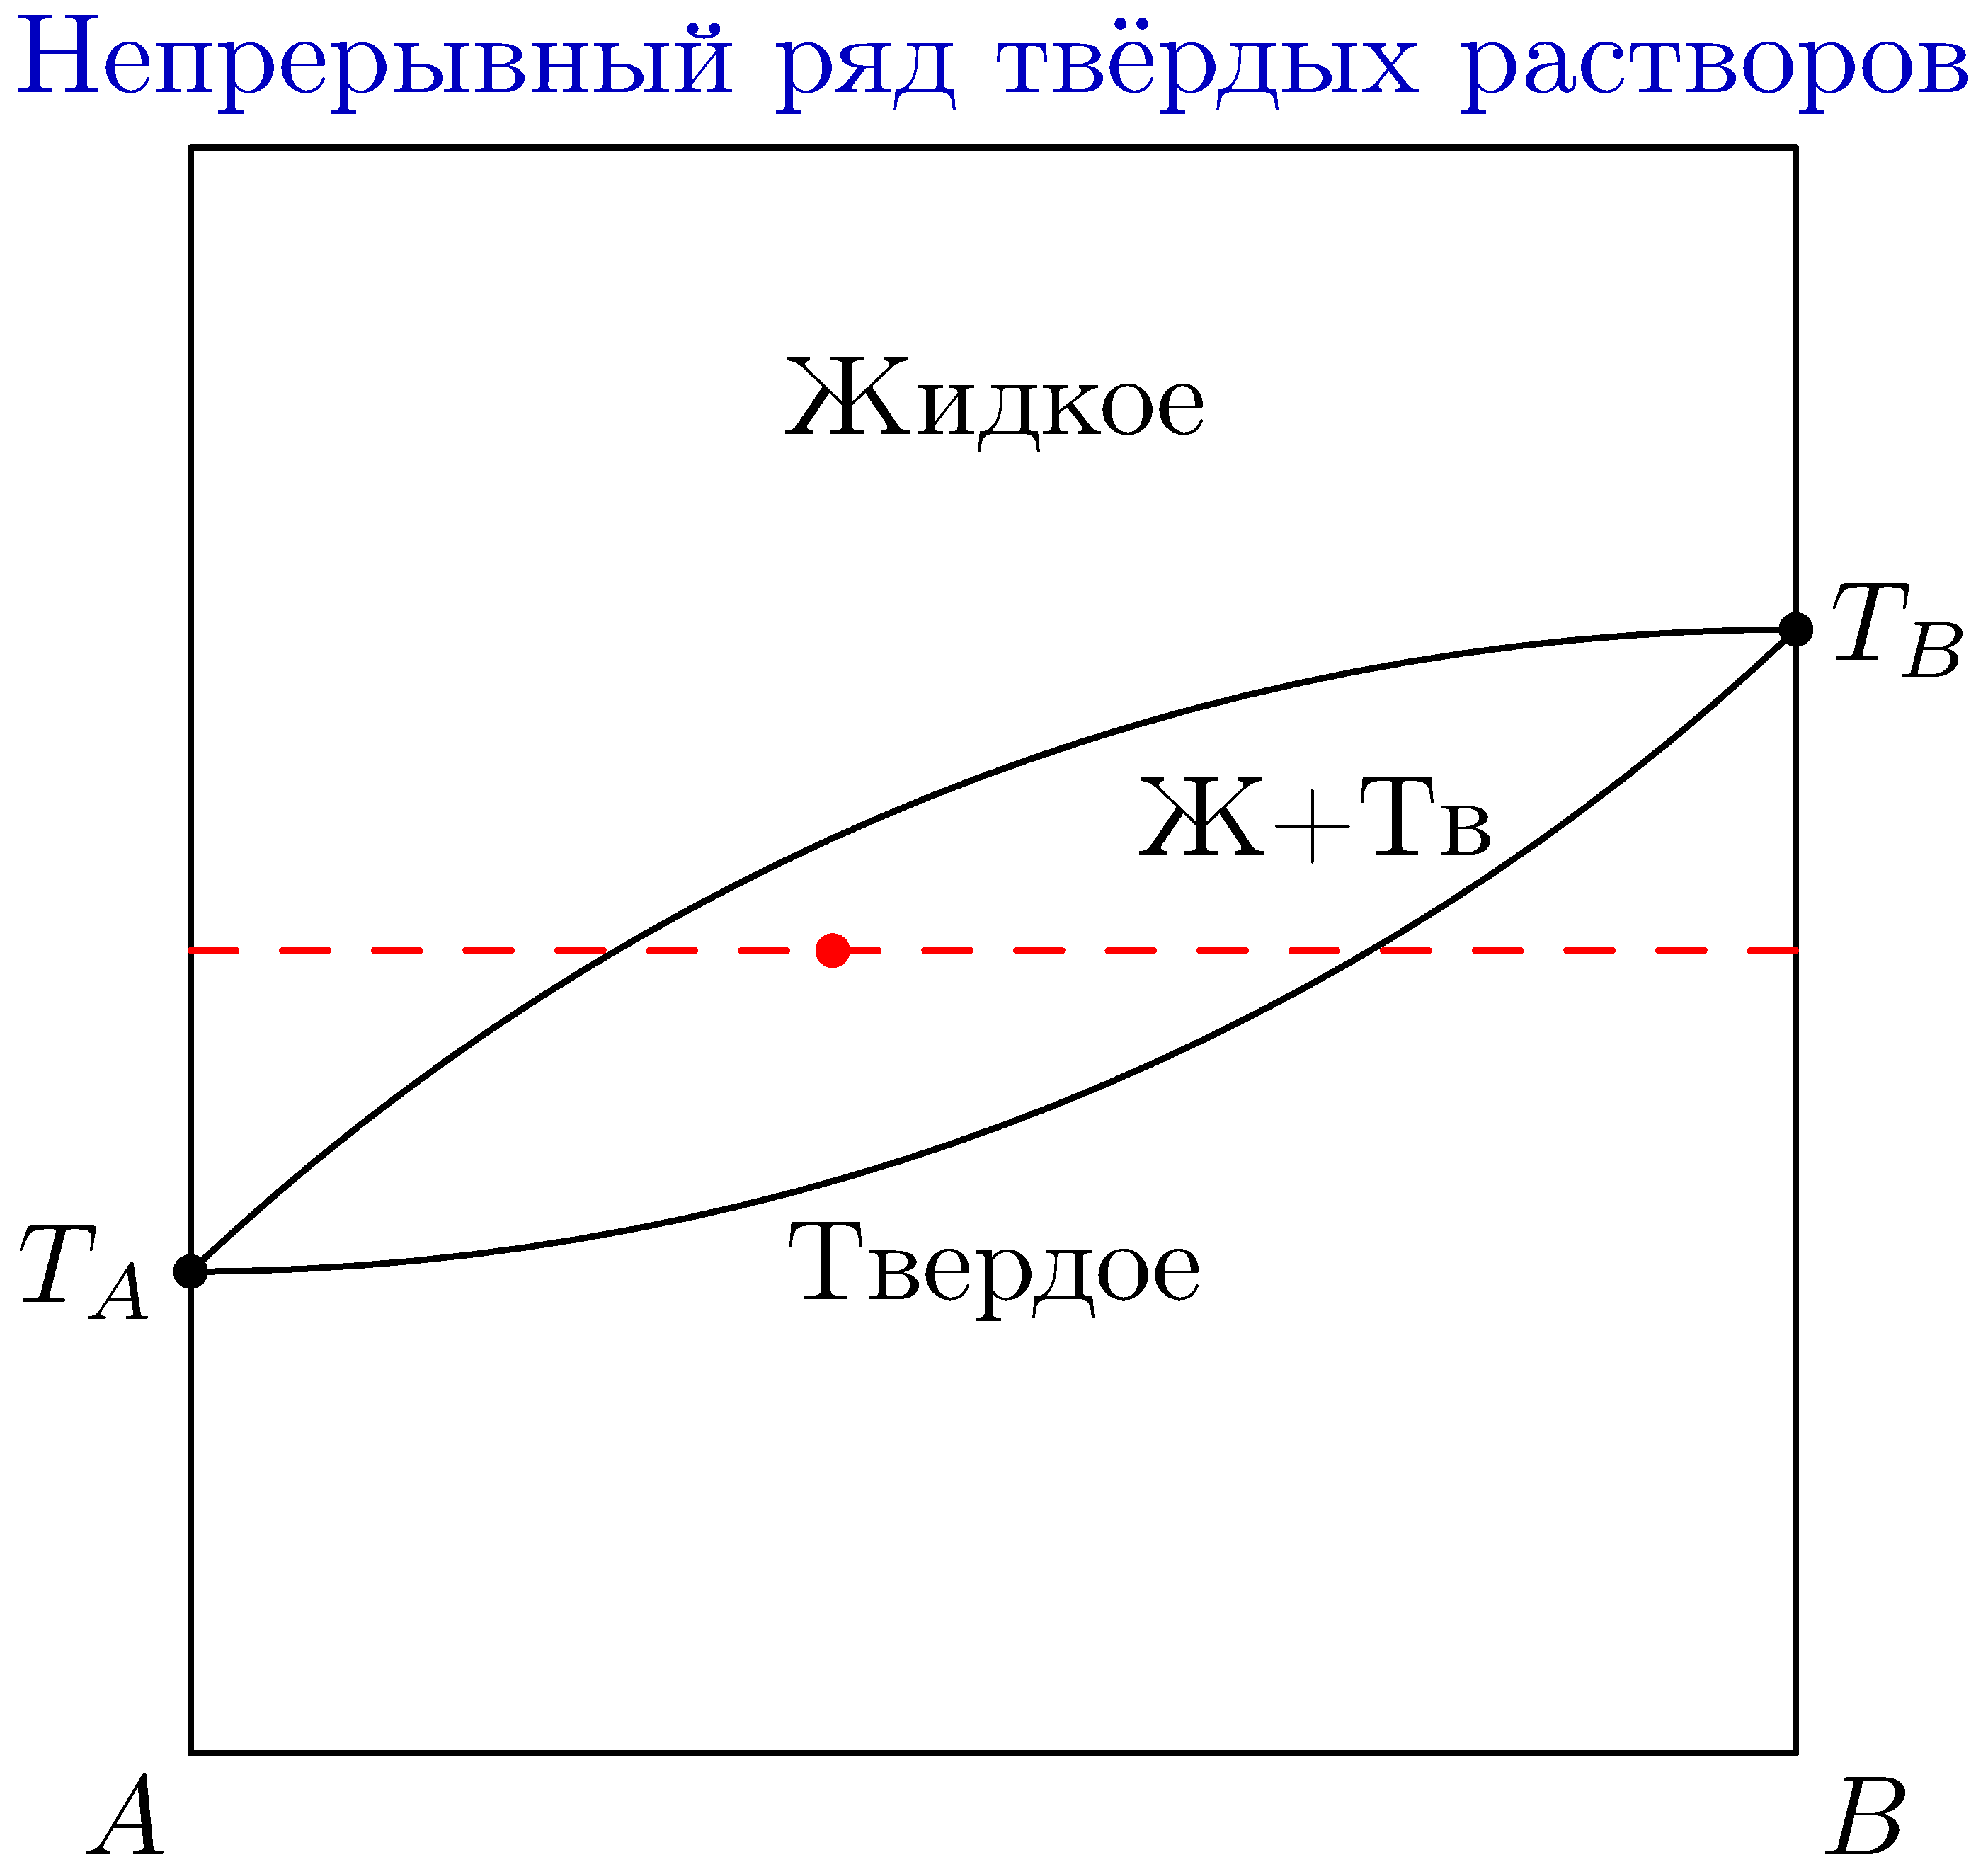 Непрерывный ряд твёрдых растворов
Жидкое
T_B
Ж+Тв
Твердое
T_A
A
B